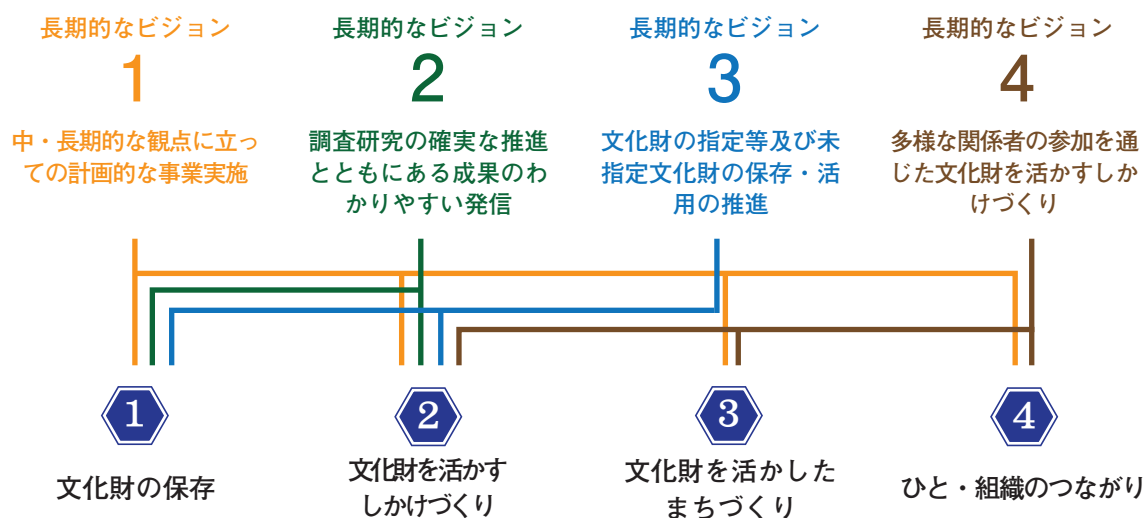 長期的なビジョン
1
中・長期的な観点に立っ
ての計画的な事業実施
長期的なビジョン
2
調査研究の確実な推進
とともにある成果のわ
かりやすい発信
長期的なビジョン
3
文化財の指定等及び未
指定文化財の保存・活
用の推進
長期的なビジョン
4
多様な関係者の参加を通
じた文化財を活かすしか
けづくり
1
文化財の保存
2
文化財を活かす
しかけづくり
3
文化財を活かした
まちづくり
4
ひと・組織のつながり